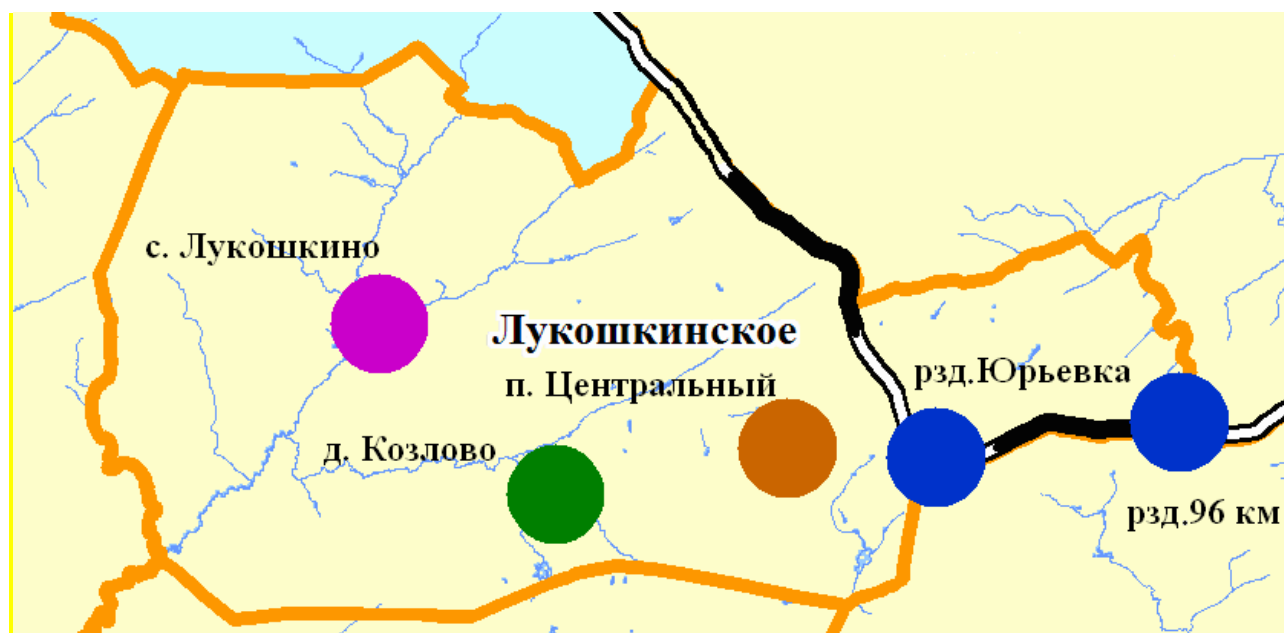 с. Лукошкино
Лукошкинское
п. Центральный
рзд.Юрьевка
д. Козлово
рзд.96 км